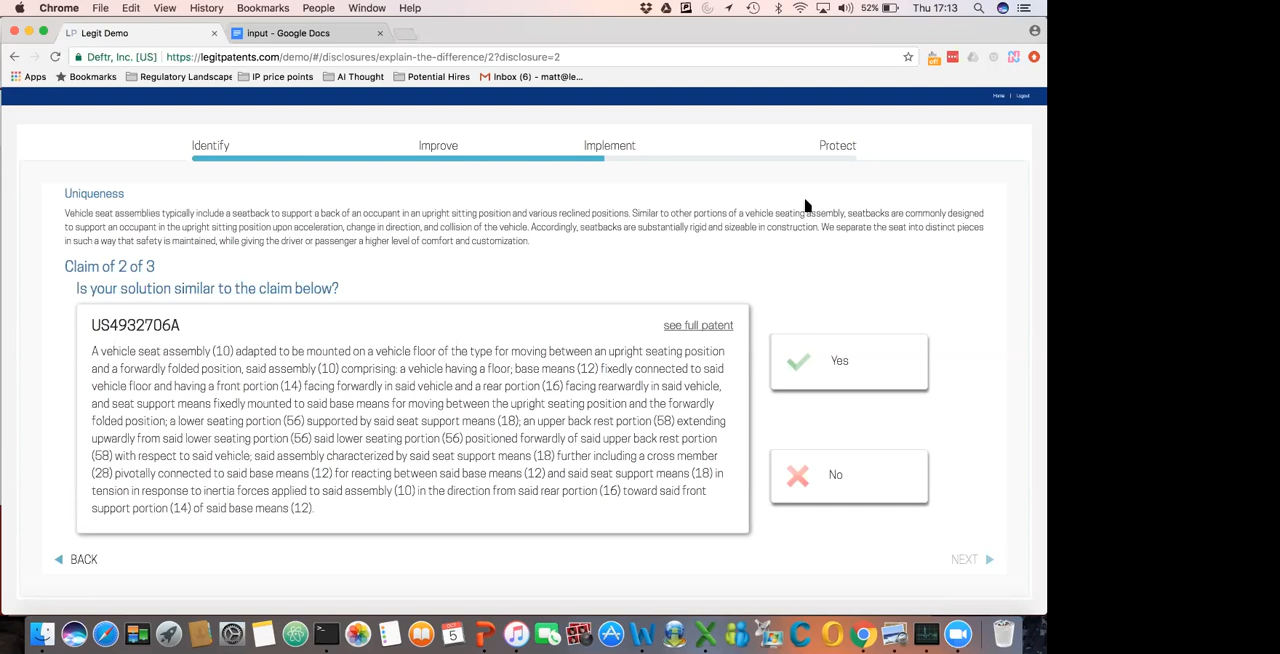 Chrome File Edit View History Bookmarks People Window Help 52% Thu 17:13
LP Legit Demo × input - Google Docs ×
Deftr, Inc. [US] https://legitpatents.com/demo/#/disclosures/explain-the-difference/2?disclosure=2
Apps Bookmarks Regulatory Landscape IP price points AI Thought Potential Hires Inbox (6) - matt@le...
Home | Logout
Identify Improve Implement Protect
Uniqueness
Vehicle seat assemblies typically include a seatback to support a back of an occupant in an upright sitting position and various reclined positions. Similar to other portions of a vehicle seating assembly, seatbacks are commonly designed
to support an occupant in the upright sitting position upon acceleration, change in direction, and collision of the vehicle. Accordingly, seatbacks are substantially rigid and sizeable in construction. We separate the seat into distinct pieces
in such a way that safety is maintained, while giving the driver or passenger a higher level of comfort and customization.
Claim of 2 of 3
Is your solution similar to the claim below?
US4932706A see full patent
A vehicle seat assembly (10) adapted to be mounted on a vehicle floor of the type for moving between an upright seating position
and a forwardly folded position, said assembly (10) comprising: a vehicle having a floor; base means (12) fixedly connected to said
vehicle floor and having a front portion (14) facing forwardly in said vehicle and a rear portion (16) facing rearwardly in said vehicle,
and seat support means fixedly mounted to said base means for moving between the upright seating position and the forwardly
folded position; a lower seating portion (56) supported by said seat support means (18); an upper back rest portion (58) extending
upwardly from said lower seating portion (56) said lower seating portion (56) positioned forwardly of said upper back rest portion
(58) with respect to said vehicle; said assembly characterized by said seat support means (18) further including a cross member
(28) pivotally connected to said base means (12) for reacting between said base means (12) and said seat support means (18) in
tension in response to inertia forces applied to said assembly (10) in the direction from said rear portion (16) toward said front
support portion (14) of said base means (12).
Yes
No
BACK NEXT